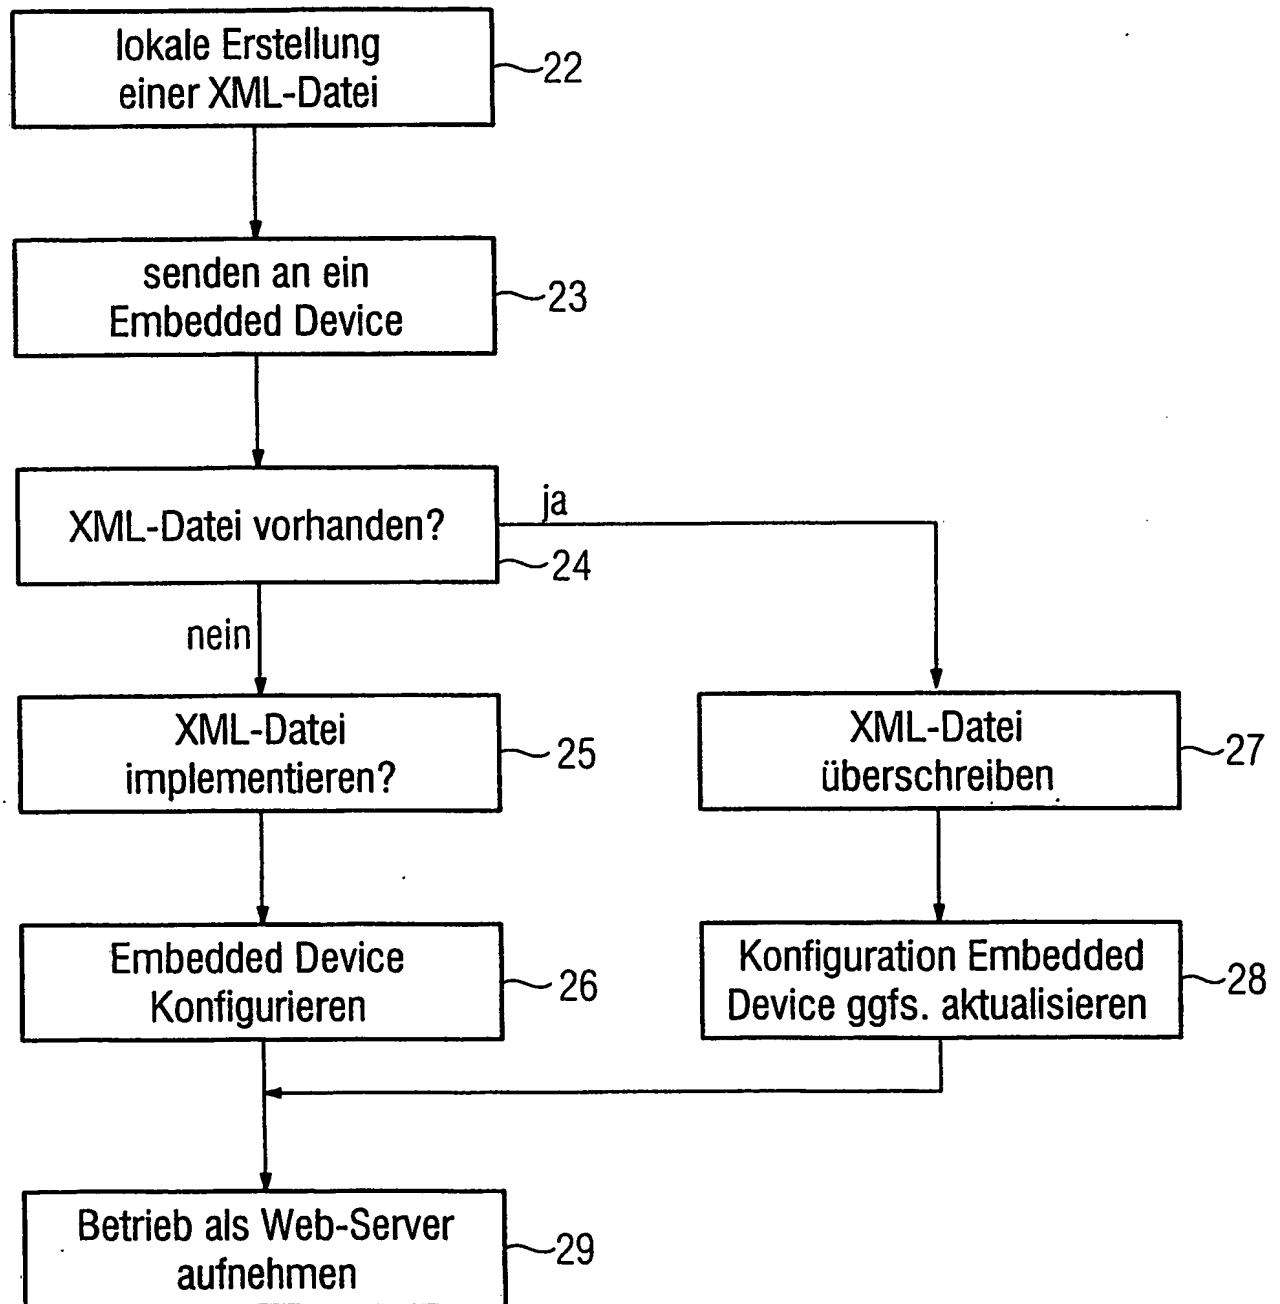 lokale Erstellung
einer XML-Datei
22
senden an ein
Embedded Device
23
XML-Datei vorhanden?
ja
24
nein
XML-Datei
implementieren?
25
XML-Datei
überschreiben
27
Embedded Device
Konfigurieren
26
Konfiguration Embedded
Device ggfs. aktualisieren
28
Betrieb als Web-Server
aufnehmen
29